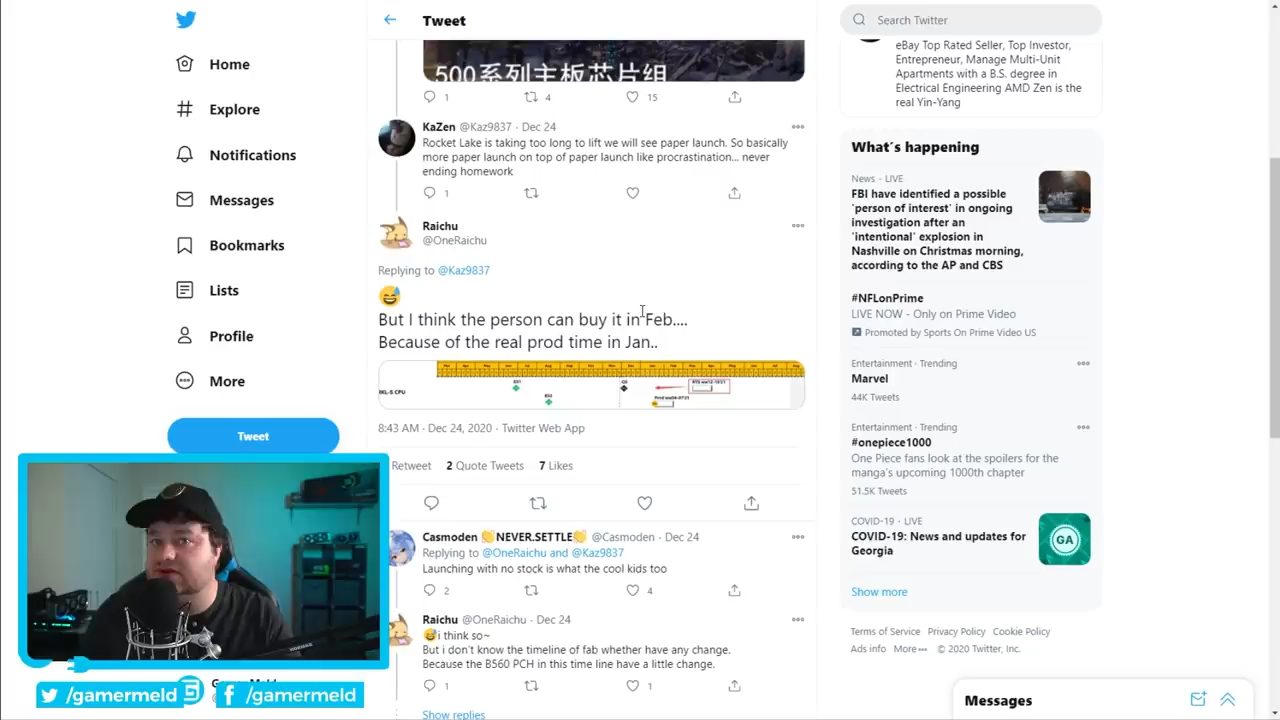 Home
Explore
Notifications
Messages
Bookmarks
Lists
Profile
More
Tweet
/gamermeld
/gamermeld
Tweet
500系列主板芯片组
1
4
15
KaZen @Kaz9837 · Dec 24
Rocket Lake is taking too long to lift we will see paper launch. So basically
more paper launch on top of paper launch like procrastination... never
ending homework
1
Raichu
@OneRaichu
Replying to @Kaz9837
😅
But I think the person can buy it in Feb....
Because of the real prod time in Jan..
RKL-S CPU
ES1
ES2
QS
8:43 AM · Dec 24, 2020 · Twitter Web App
Retweet 2 Quote Tweets 7 Likes
Casmoden 👏NEVER.SETTLE👏 @Casmoden · Dec 24
Replying to @OneRaichu and @Kaz9837
Launching with no stock is what the cool kids too
2
4
Raichu @OneRaichu · Dec 24
😅i think so~
But i don't know the timeline of fab whether have any change.
Because the B560 PCH in this time line have a little change.
1
1
Show replies
Search Twitter
eBay Top Rated Seller, Top Investor,
Entrepreneur, Manage Multi-Unit
Apartments with a B.S. degree in
Electrical Engineering AMD Zen is the
real Yin-Yang
What's happening
News · LIVE
FBI have identified a possible
'person of interest' in ongoing
investigation after an
'intentional' explosion in
Nashville on Christmas morning,
according to the AP and CBS
#NFLonPrime
LIVE NOW - Only on Prime Video
Promoted by Sports On Prime Video US
Entertainment · Trending
Marvel
44K Tweets
Entertainment · Trending
#onepiece1000
One Piece fans look at the spoilers for the
manga's upcoming 1000th chapter
51.5K Tweets
COVID-19 · LIVE
COVID-19: News and updates for
Georgia
GA
Show more
Terms of Service Privacy Policy Cookie Policy
Ads info More··· © 2020 Twitter, Inc.
Messages